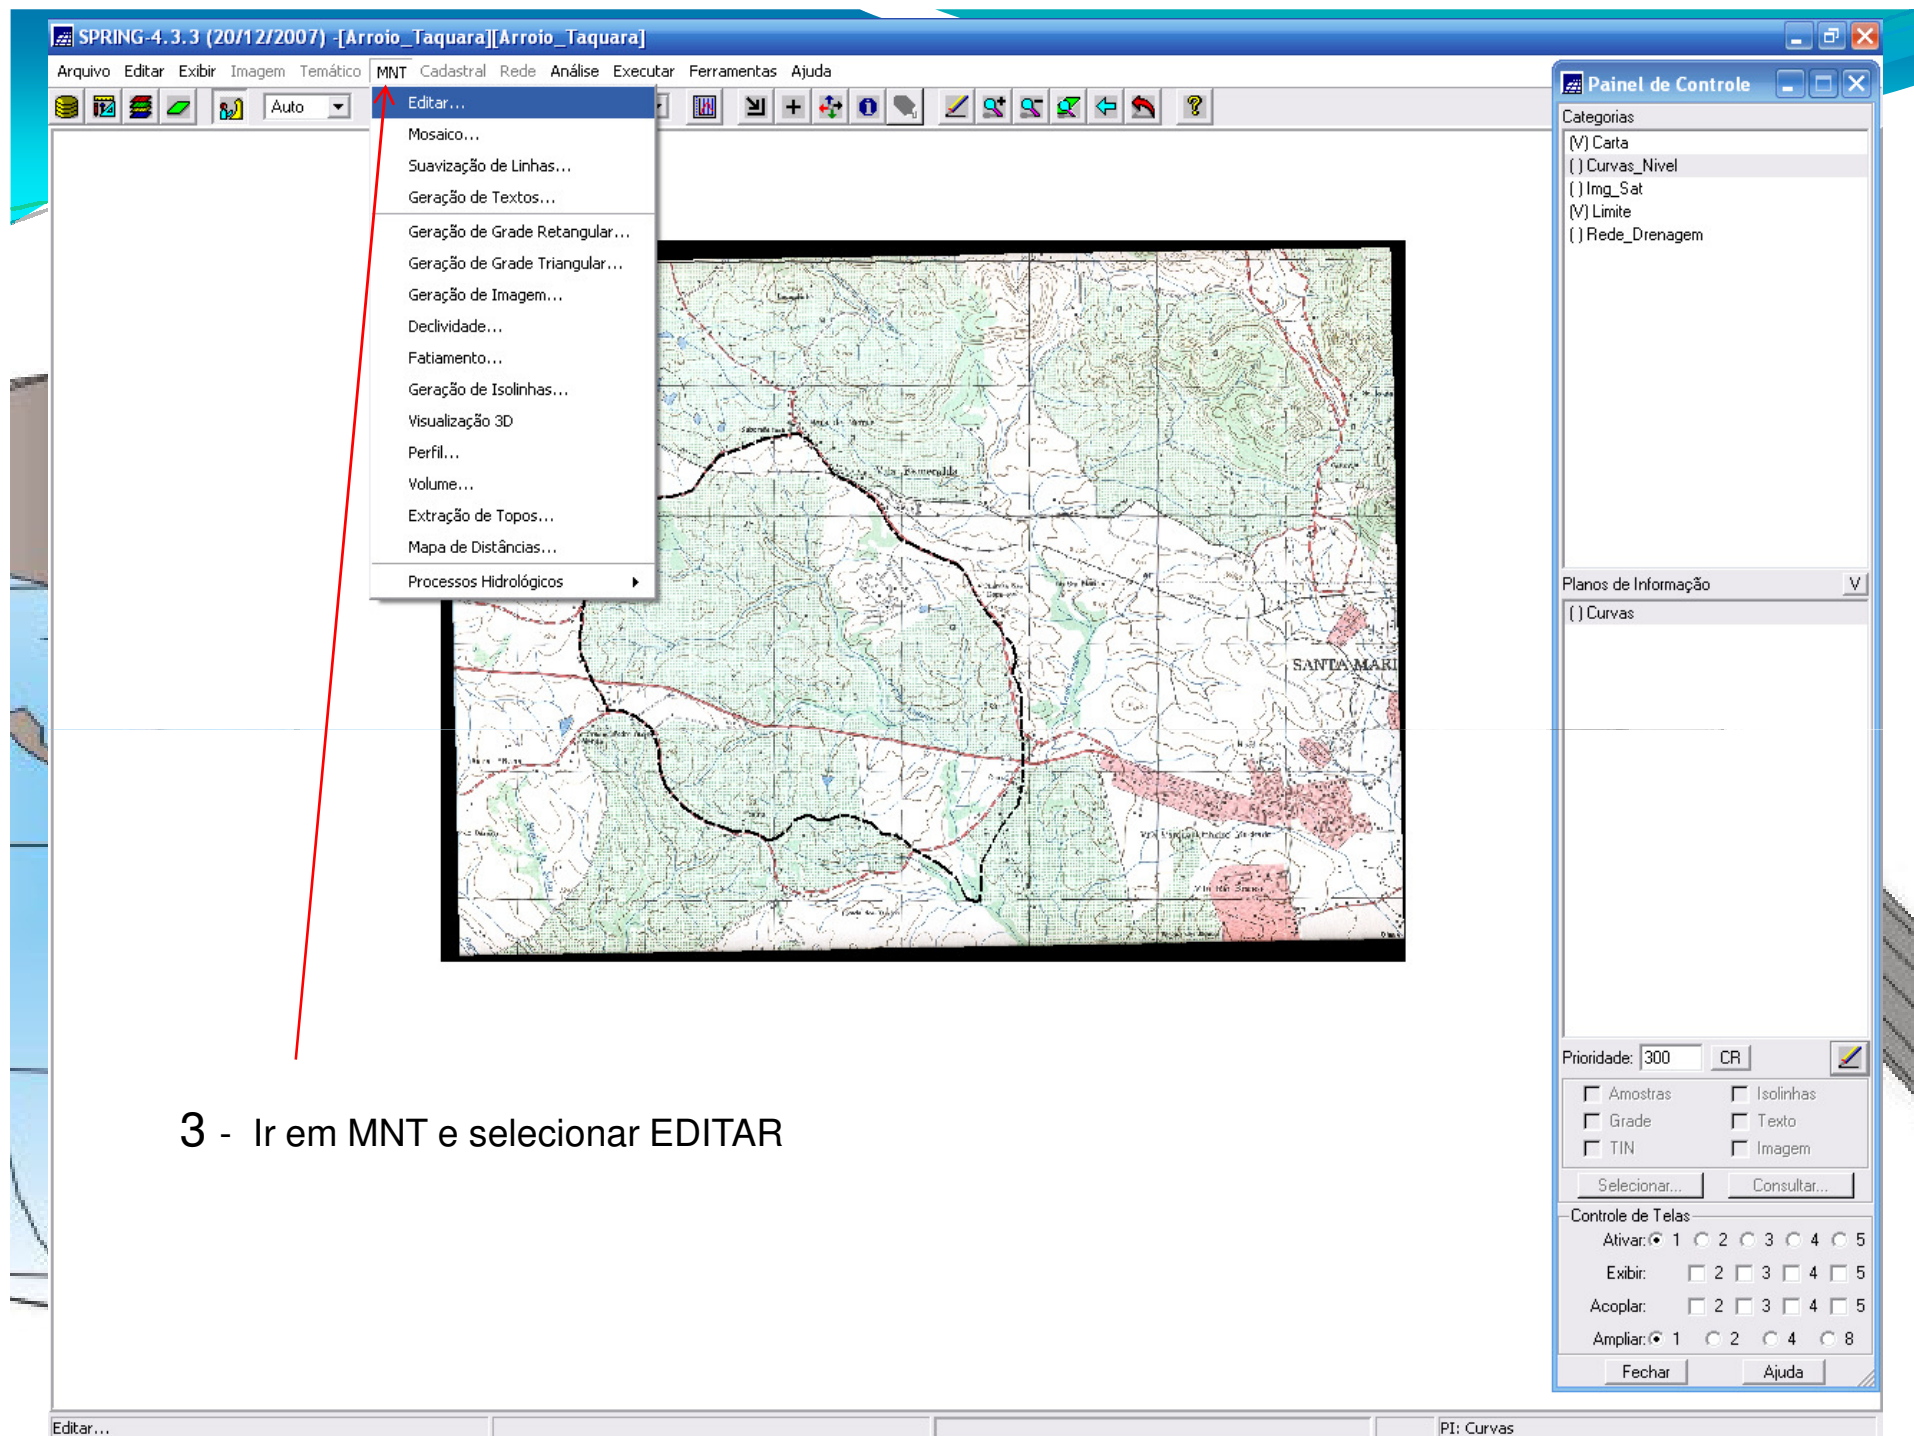 SPRING-4.3.3 (20/12/2007) -[Arroio_Taquara][Arroio_Taquara]
Arquivo Editar Exibir Imagem Temático MNT Cadastral Rede Análise Executar Ferramentas Ajuda
Auto
Editar...
Mosaico...
Suavização de Linhas...
Geração de Textos...
Geração de Grade Retangular...
Geração de Grade Triangular...
Geração de Imagem...
Declividade...
Fatiamento...
Geração de Isolinhas...
Visualização 3D
Perfil...
Volume...
Extração de Topos...
Mapa de Distâncias...
Processos Hidrológicos
Vila Esmeralda
SANTA MARI
3 - Ir em MNT e selecionar EDITAR
Painel de Controle
Categorias
(V) Carta
( ) Curvas_Nivel
( ) Img_Sat
(V) Limite
( ) Rede_Drenagem
Planos de Informação V
( ) Curvas
Prioridade: 300 CR
Amostras Isolinhas
Grade Texto
TIN Imagem
Selecionar... Consultar...
Controle de Telas
Ativar: 1 2 3 4 5
Exibir: 2 3 4 5
Acoplar: 2 3 4 5
Ampliar: 1 2 4 8
Fechar Ajuda
Editar...
PI: Curvas